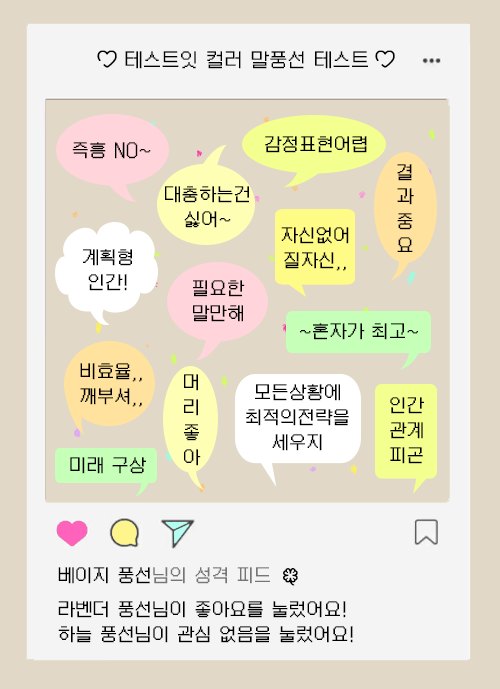 ♡ 테스트잇 컬러 말풍선 테스트 ♡
즉흥 NO~
감정표현어렵
대충하는건
싫어~
결
과
중
요
자신없어
질자신,,
계획형
인간!
필요한
말만해
~혼자가 최고~
비효율,,
깨부셔,,
머
리
좋
아
모든상황에
최적의전략을
세우지
인간
관계
피곤
미래 구상
베이지 풍선님의 성격 피드
라벤더 풍선님이 좋아요를 눌렀어요!
하늘 풍선님이 관심 없음을 눌렀어요!